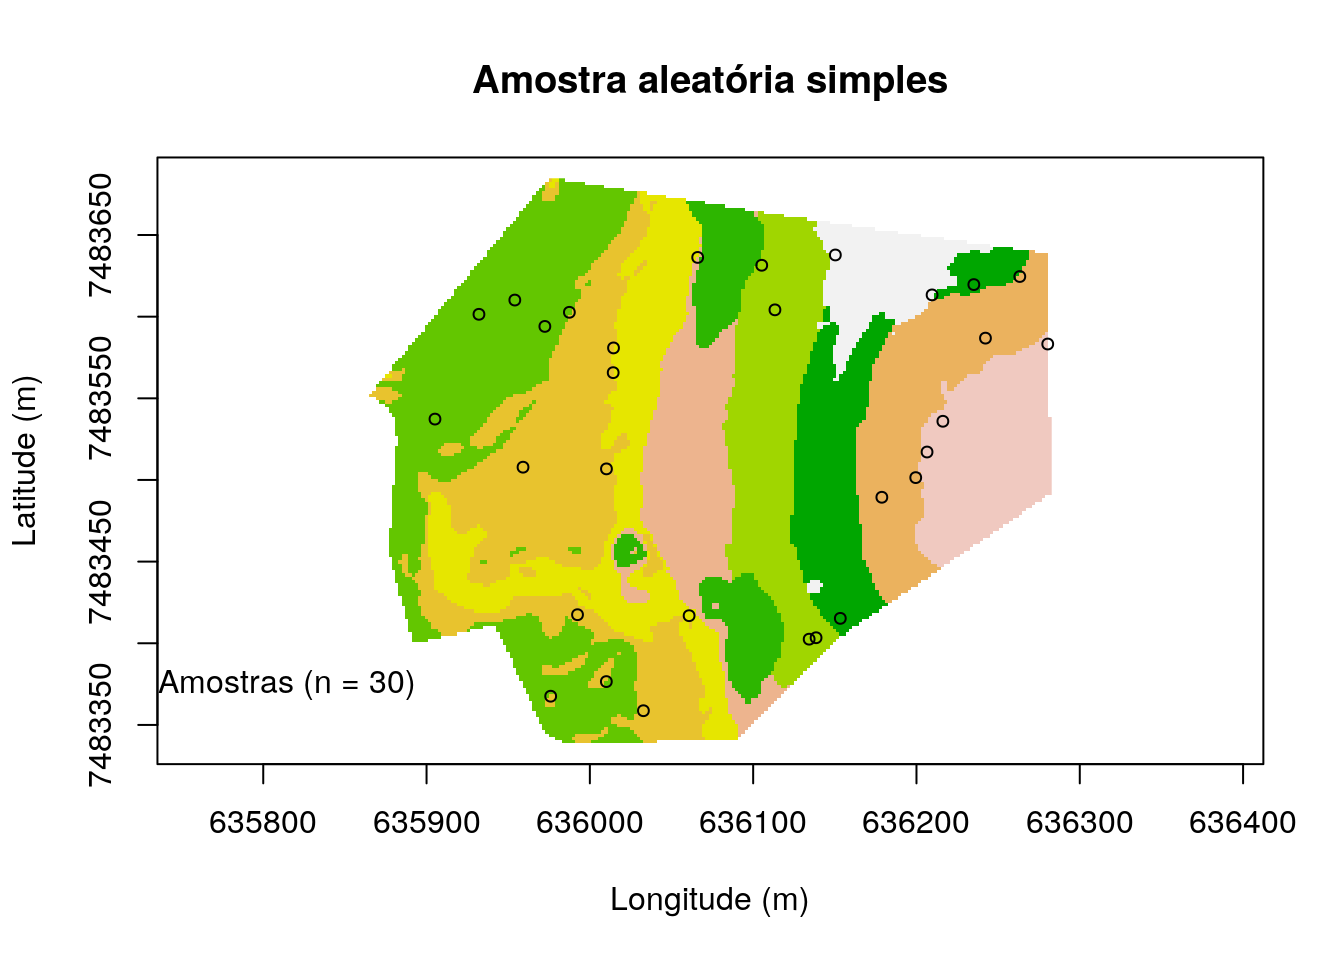 Amostra aleatória simples
7483650
7483550
7483450
7483350
Latitude (m)
Amostras (n = 30)
635800 635900 636000 636100 636200 636300 636400
Longitude (m)